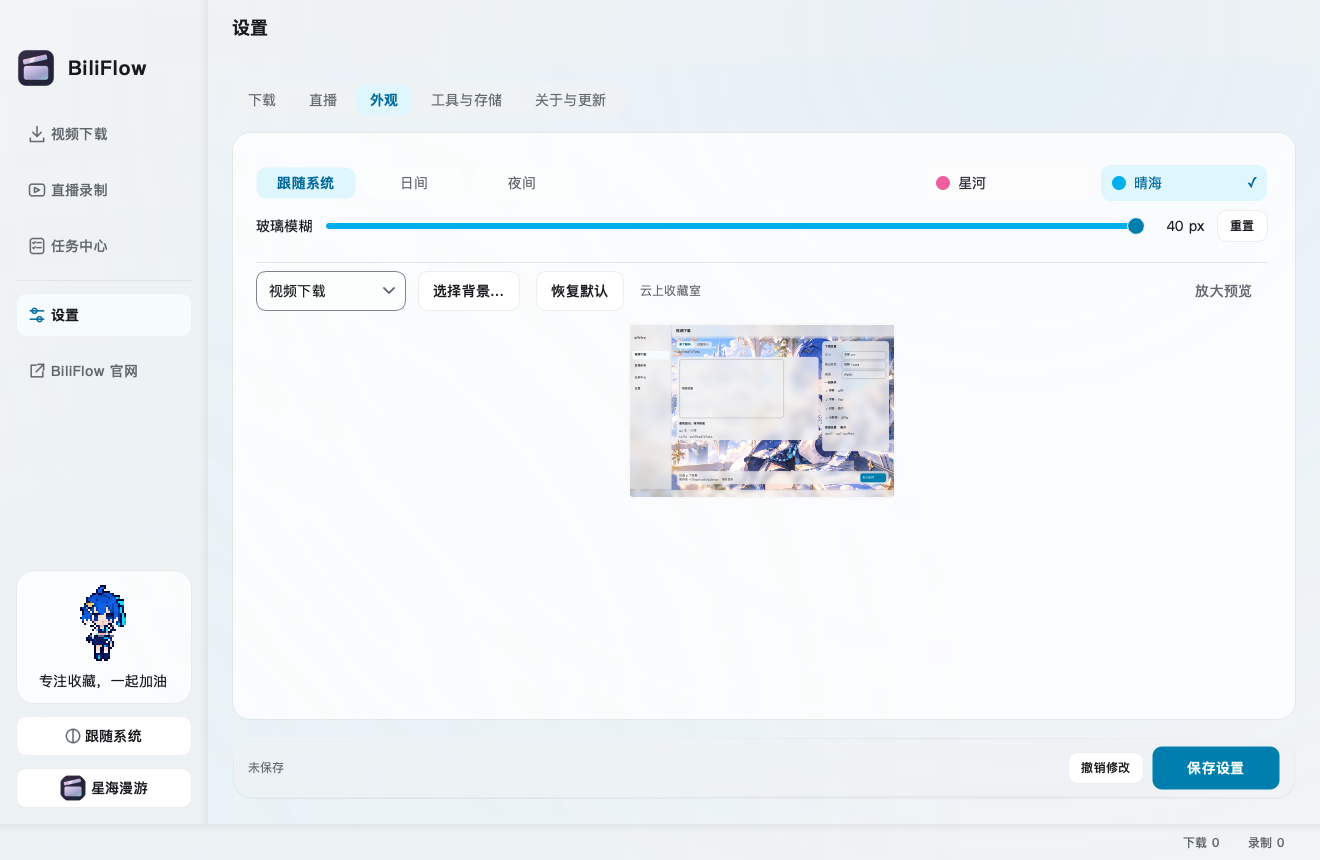 设置
BiliFlow
下载 直播 外观 工具与存储 关于与更新
视频下载
直播录制
任务中心
设置
BiliFlow 官网
跟随系统 日间 夜间 星河 晴海
玻璃模糊 40 px 重置
视频下载 选择背景... 恢复默认 云上收藏室 放大预览
视频下载
专注收藏，一起加油
跟随系统
星海漫游
未保存 撤销修改 保存设置
下载 0 录制 0